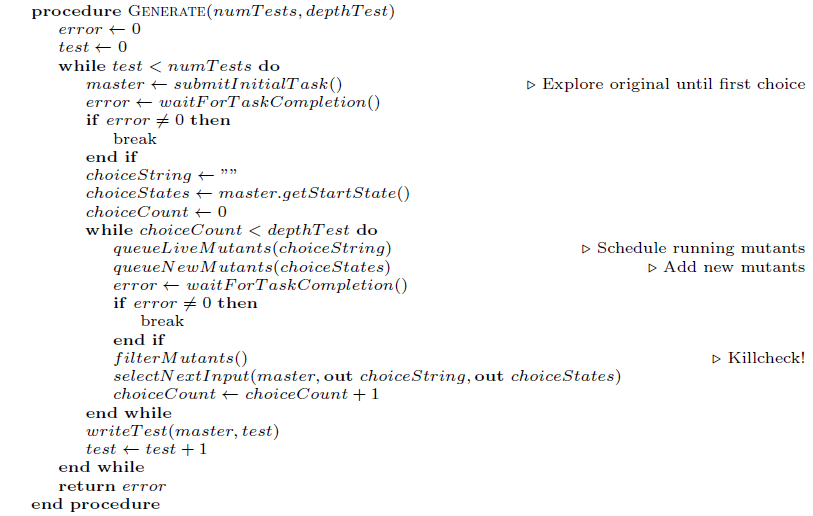 procedure GENERATE(numTests, depthTest)
error ← 0
test ← 0
while test < numTests do
master ← submitInitialTask() ▷ Explore original until first choice
error ← waitForTaskCompletion()
if error ≠ 0 then
break
end if
choiceString ← ””
choiceStates ← master.getStartState()
choiceCount ← 0
while choiceCount < depthTest do
queueLiveMutants(choiceString) ▷ Schedule running mutants
queueNewMutants(choiceStates) ▷ Add new mutants
error ← waitForTaskCompletion()
if error ≠ 0 then
break
end if
filterMutants() ▷ Killcheck!
selectNextInput(master, out choiceString, out choiceStates)
choiceCount ← choiceCount + 1
end while
writeTest(master, test)
test ← test + 1
end while
return error
end procedure